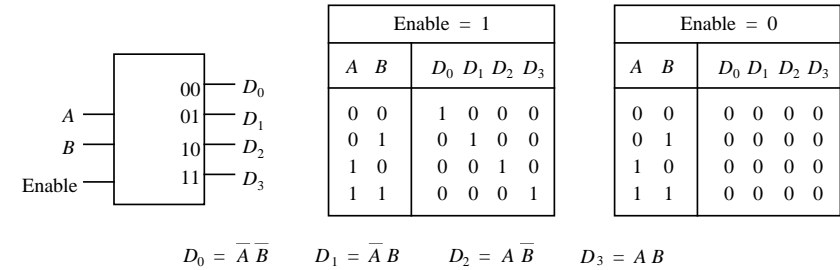 00 D₀
A 01 D₁
B 10 D₂
Enable 11 D₃
Enable = 1
A B D₀ D₁ D₂ D₃
0 0 1 0 0 0
0 1 0 1 0 0
1 0 0 0 1 0
1 1 0 0 0 1
Enable = 0
A B D₀ D₁ D₂ D₃
0 0 0 0 0 0
0 1 0 0 0 0
1 0 0 0 0 0
1 1 0 0 0 0
D₀ = A̅ B̅ D₁ = A̅ B D₂ = A B̅ D₃ = A B